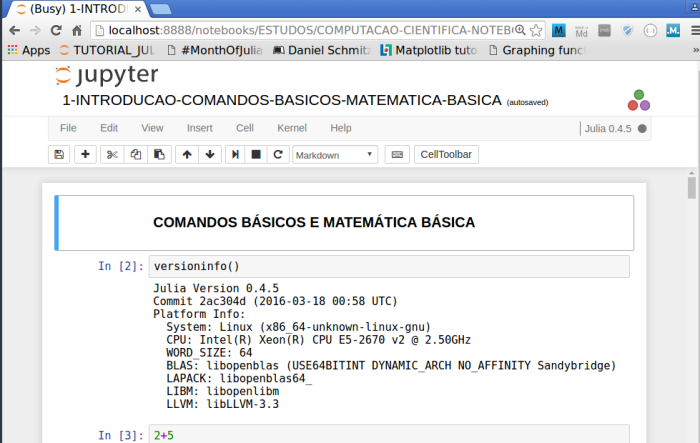 (Busy) 1-INTRODU
localhost:8888/notebooks/ESTUDOS/COMPUTACAO-CIENTIFICA-NOTEB
M
Md
.M.
Apps TUTORIAL_JUL #MonthOfJulia Daniel Schmitz Matplotlib tuto Graphing func »
jupyter
1-INTRODUCAO-COMANDOS-BASICOS-MATEMATICA-BASICA (autosaved)
File Edit View Insert Cell Kernel Help Julia 0.4.5
Markdown CellToolbar
COMANDOS BÁSICOS E MATEMÁTICA BÁSICA
In [2]: versioninfo()
Julia Version 0.4.5
Commit 2ac304d (2016-03-18 00:58 UTC)
Platform Info:
System: Linux (x86_64-unknown-linux-gnu)
CPU: Intel(R) Xeon(R) CPU E5-2670 v2 @ 2.50GHz
WORD_SIZE: 64
BLAS: libopenblas (USE64BITINT DYNAMIC_ARCH NO_AFFINITY Sandybridge)
LAPACK: libopenblas64_
LIBM: libopenlibm
LLVM: libLLVM-3.3
In [3]: 2+5